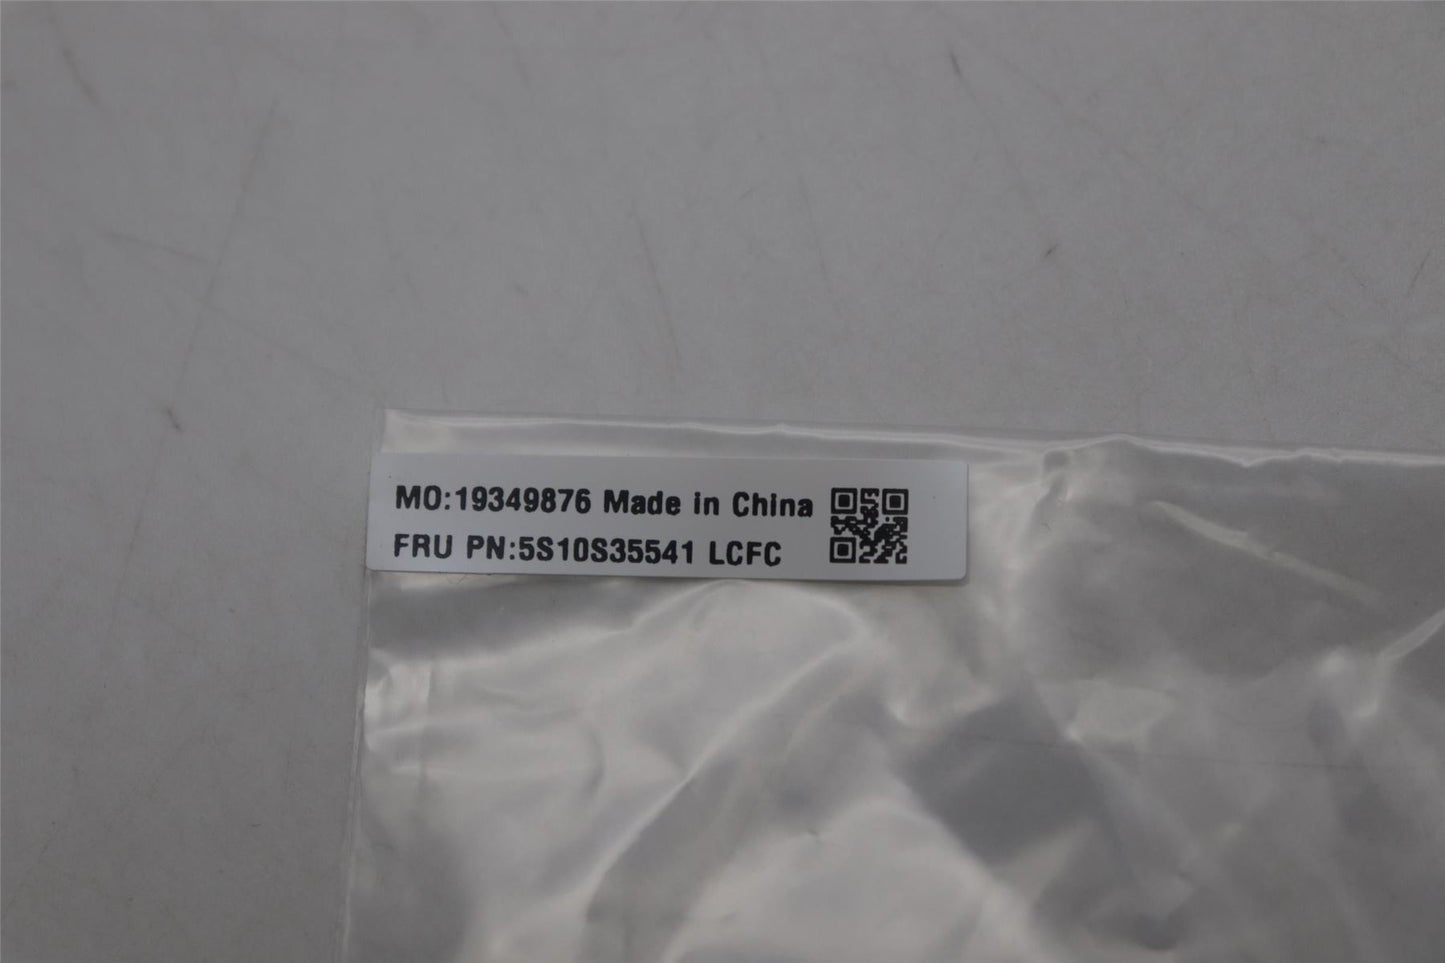 MO:19349876 Made in China
FRU PN:5S10S35541 LCFC